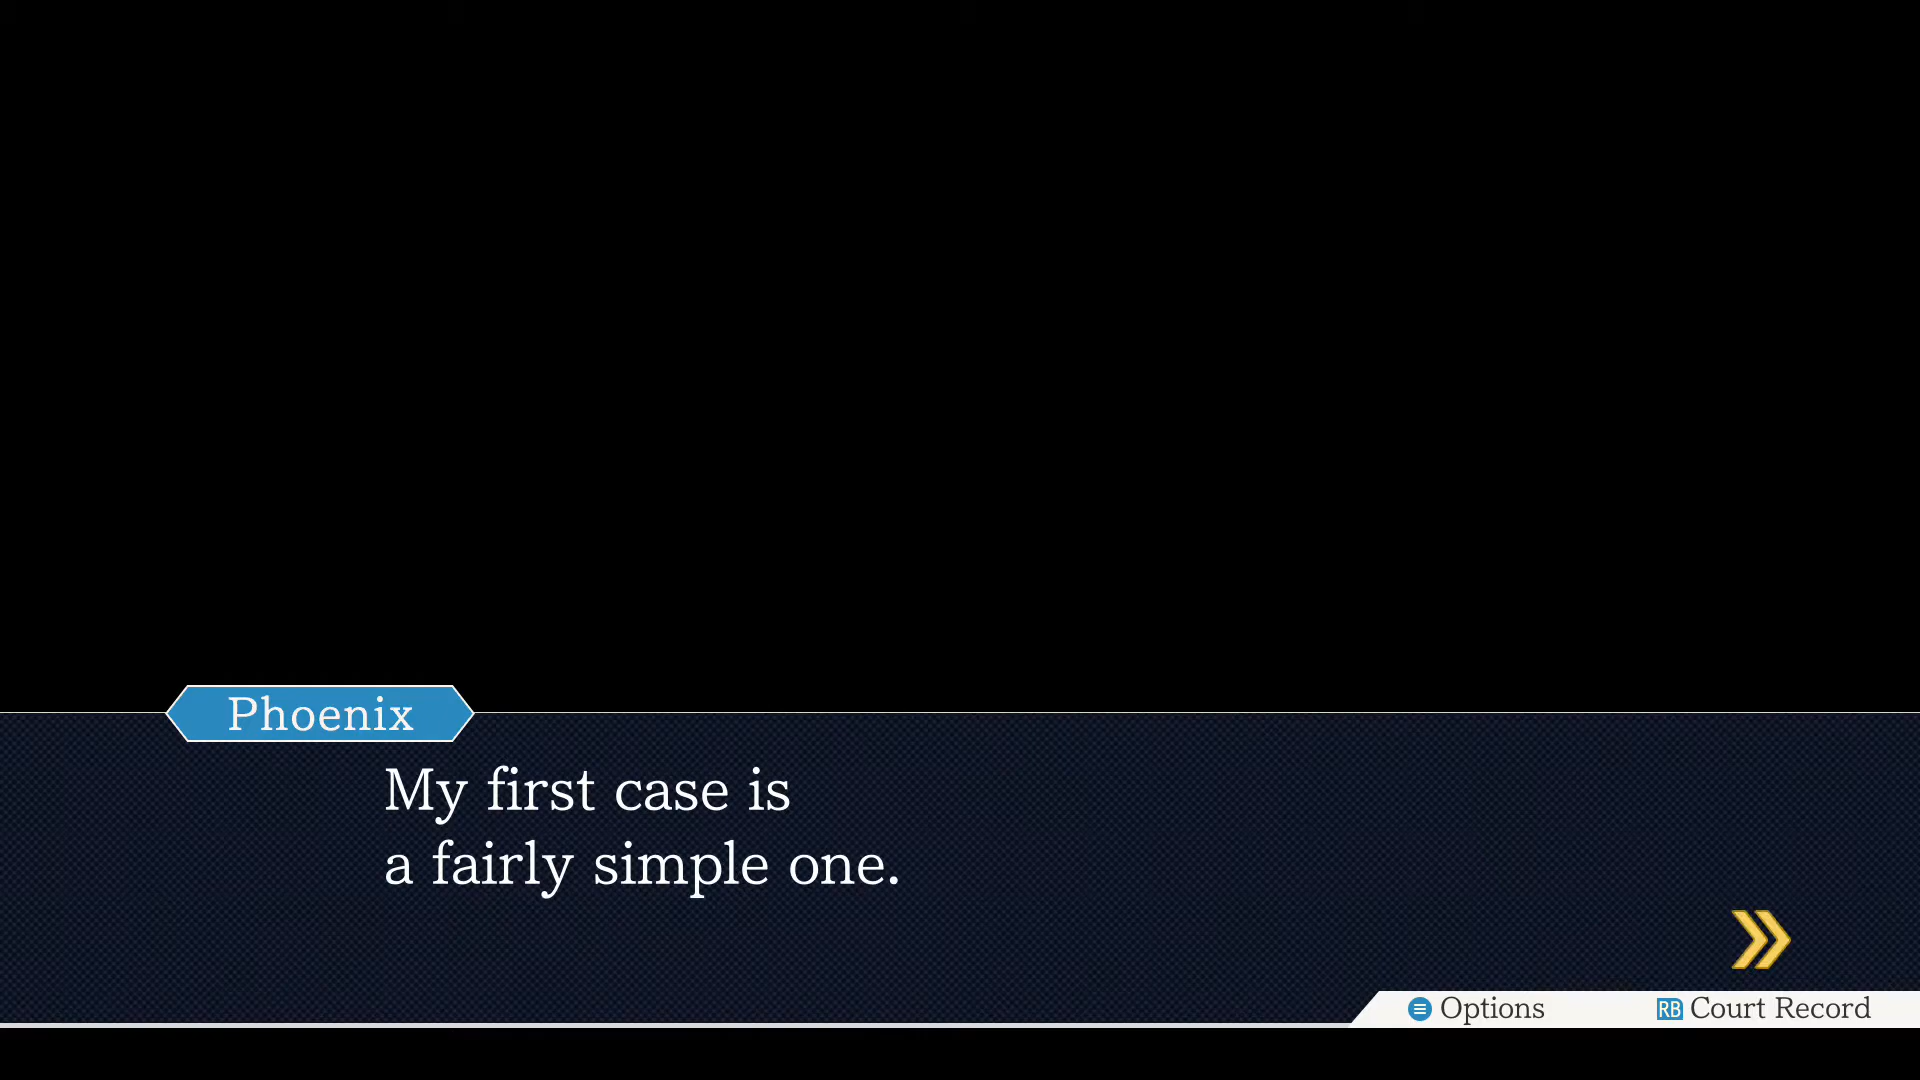 Phoenix
My first case is
a fairly simple one.
Options
RB Court Record